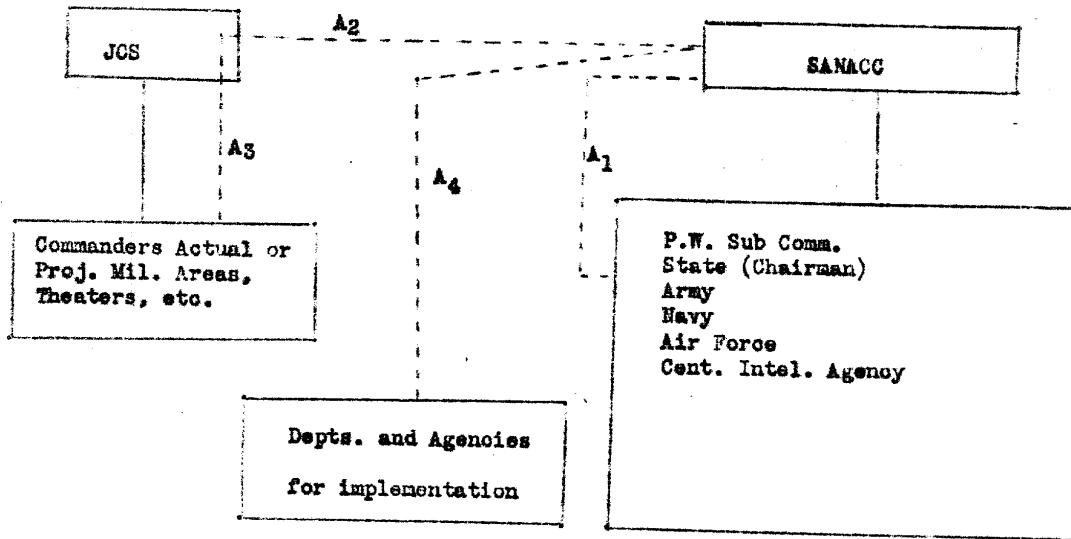 A2
JCS
SANACC
A3
A4
A1
Commanders Actual or
Proj. Mil. Areas,
Theaters, etc.
P.W. Sub Comm.
State (Chairman)
Army
Navy
Air Force
Cent. Intel. Agency
Depts. and Agencies
for implementation